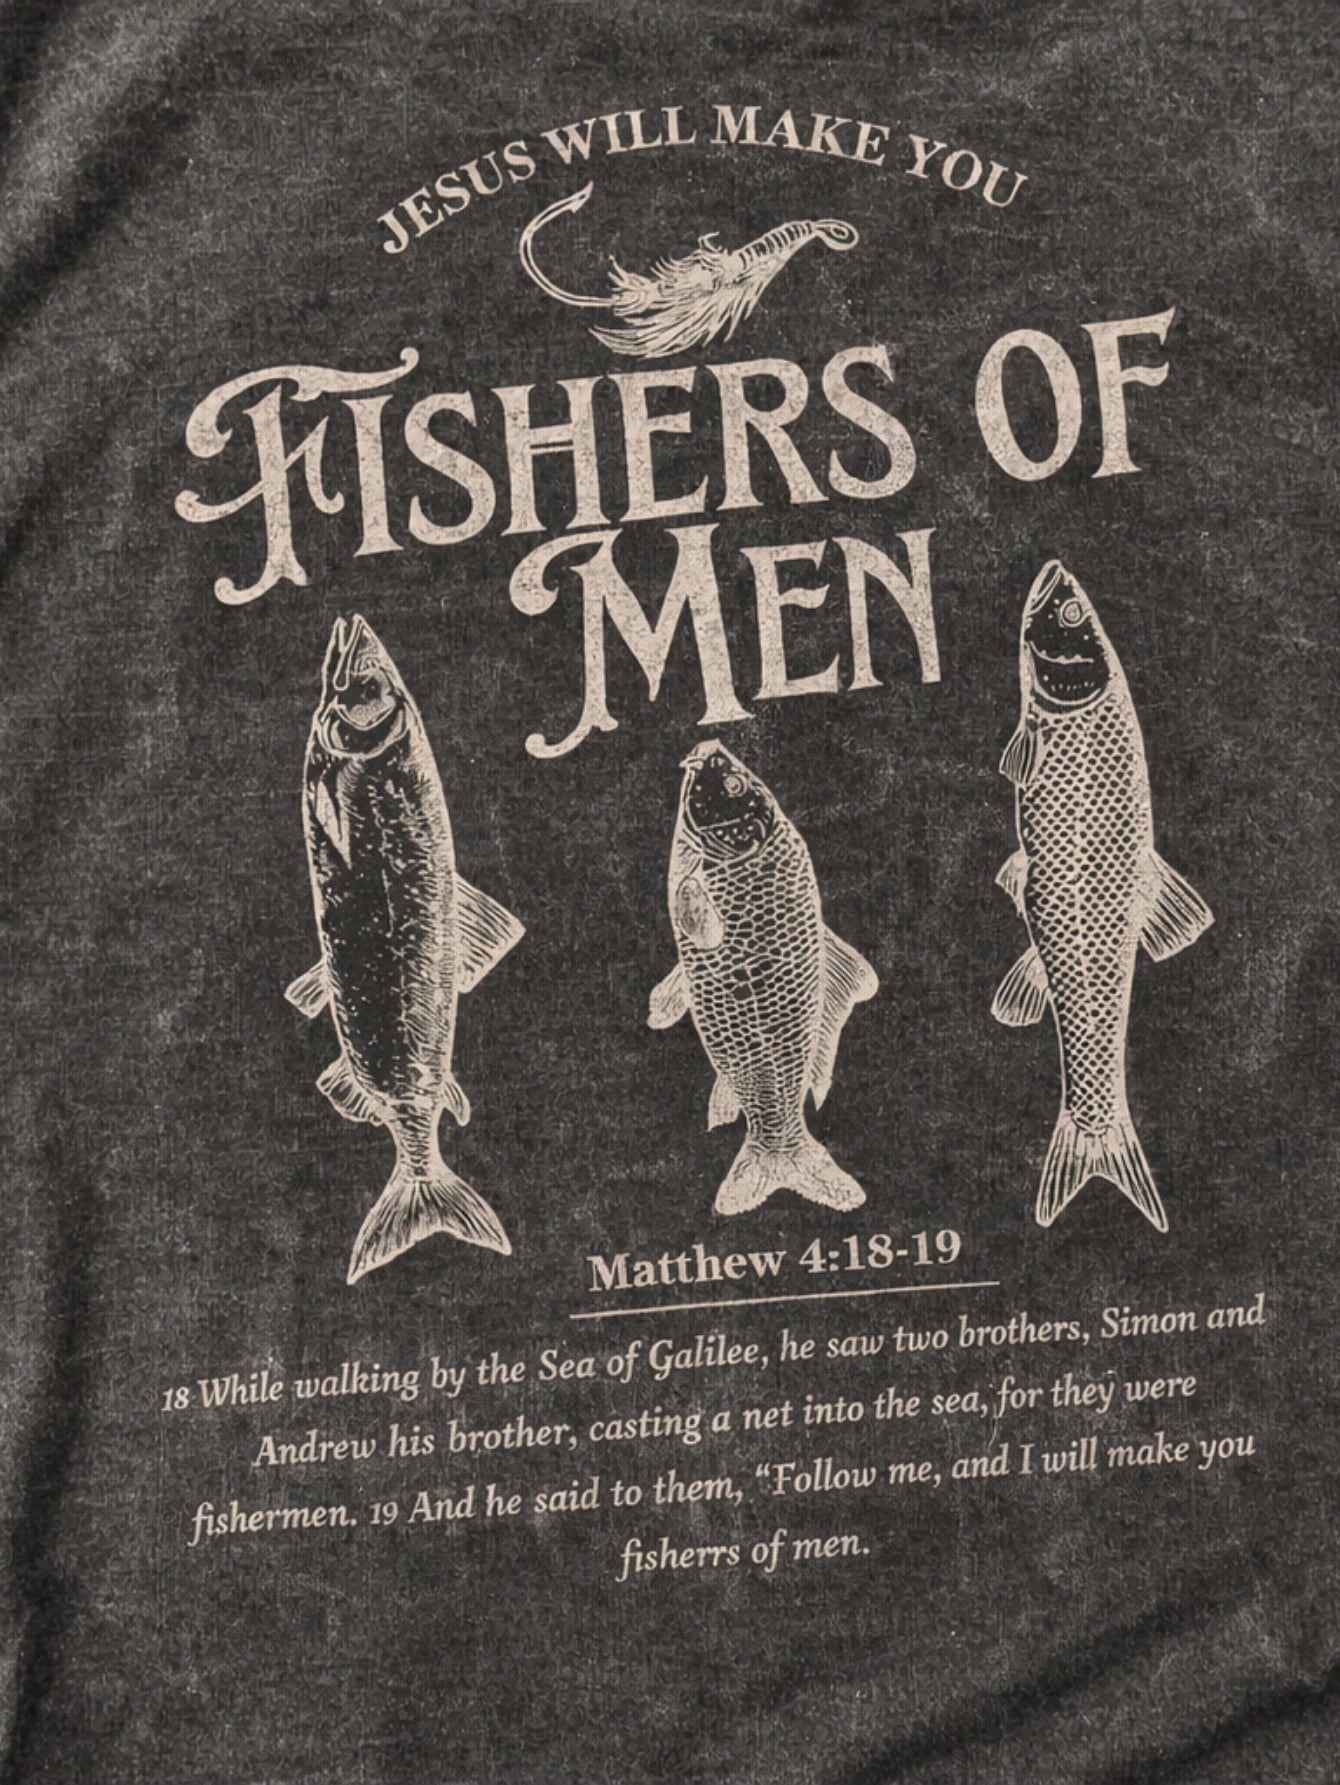 JESUS WILL MAKE YOU
FISHERS OF
MEN
Matthew 4:18-19
18 While walking by the Sea of Galilee, he saw two brothers, Simon and
Andrew his brother, casting a net into the sea, for they were
fishermen. 19 And he said to them, “Follow me, and I will make you
fisherrs of men.